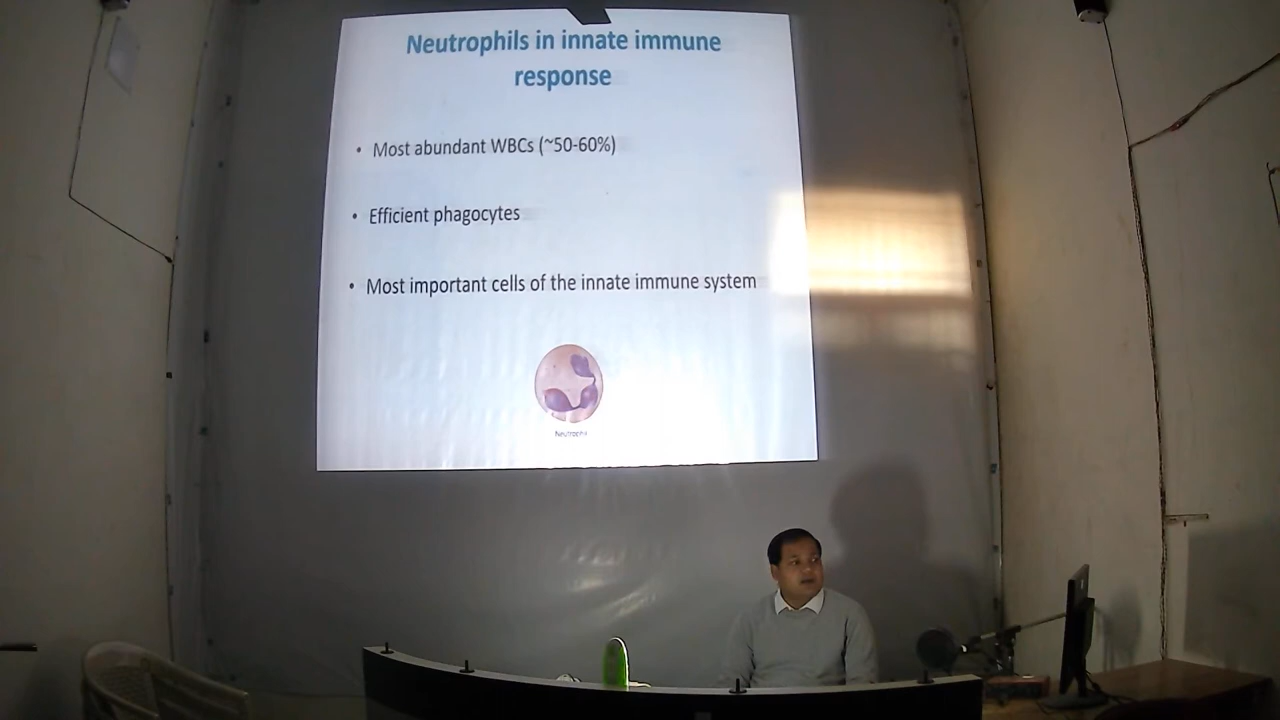 Neutrophils in innate immune
response
• Most abundant WBCs (~50-60%)
• Efficient phagocytes
• Most important cells of the innate immune system
Neutrophil